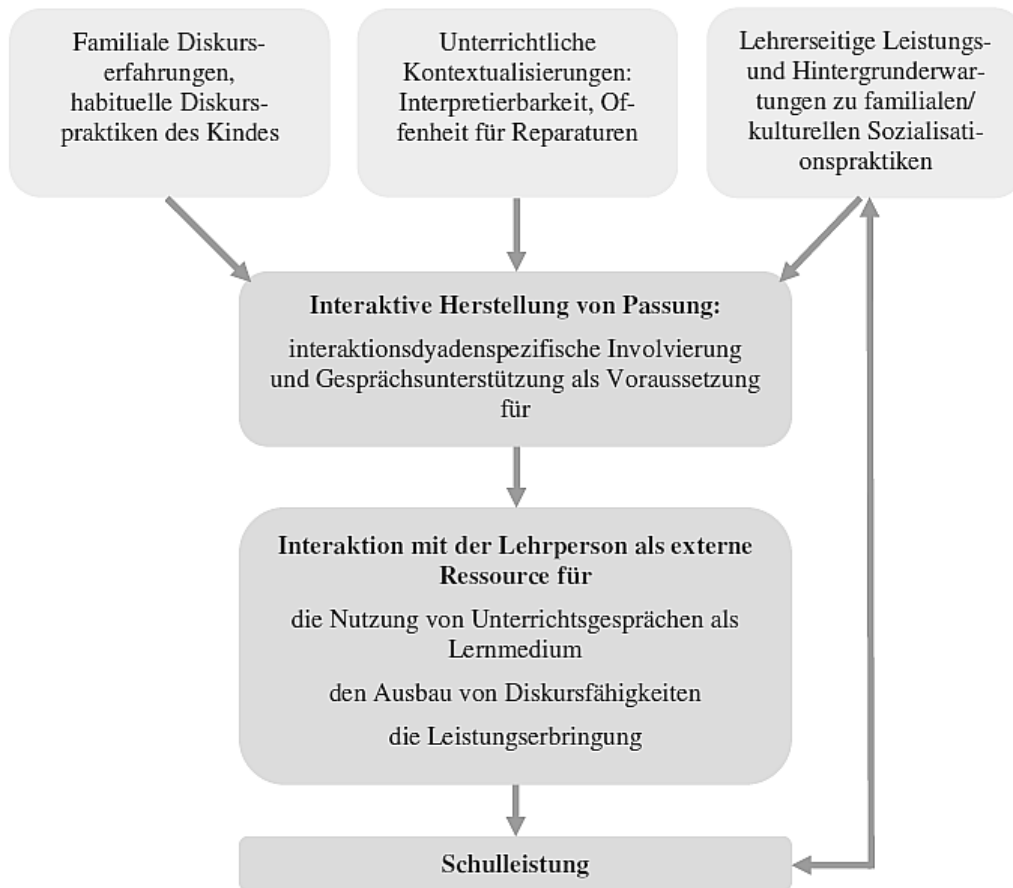 Familiale Diskurs-
erfahrungen,
habituelle Diskurs-
praktiken des Kindes
Unterrichtliche
Kontextualisierungen:
Interpretierbarkeit, Of-
fenheit für Reparaturen
Lehrerseitige Leistungs-
und Hintergrunderwar-
tungen zu familialen/
kulturellen Sozialisati-
onspraktiken
Interaktive Herstellung von Passung:
interaktionsdyadenspezifische Involvierung
und Gesprächsunterstützung als Voraussetzung
für
Interaktion mit der Lehrperson als externe
Ressource für
die Nutzung von Unterrichtsgesprächen als
Lernmedium
den Ausbau von Diskursfähigkeiten
die Leistungserbringung
Schulleistung